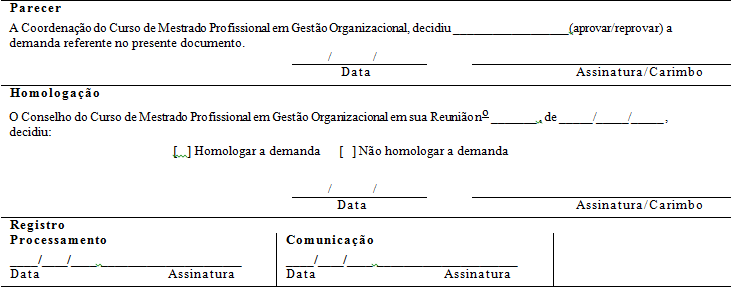 Parecer
A Coordenação do Curso de Mestrado Profissional em Gestão Organizacional, decidiu _________________(aprovar/reprovar) a
demanda referente no presente documento.
/ /
Data Assinatura/Carimbo
Homologação
O Conselho do Curso de Mestrado Profissional em Gestão Organizacional em sua Reunião nº _______, de _____/_____/_____,
decidiu:
[ ] Homologar a demanda [ ] Não homologar a demanda
/ /
Data Assinatura/Carimbo
Registro
Processamento Comunicação
____/____/____ ____________________ ____/____/____ ____________________
Data Assinatura Data Assinatura